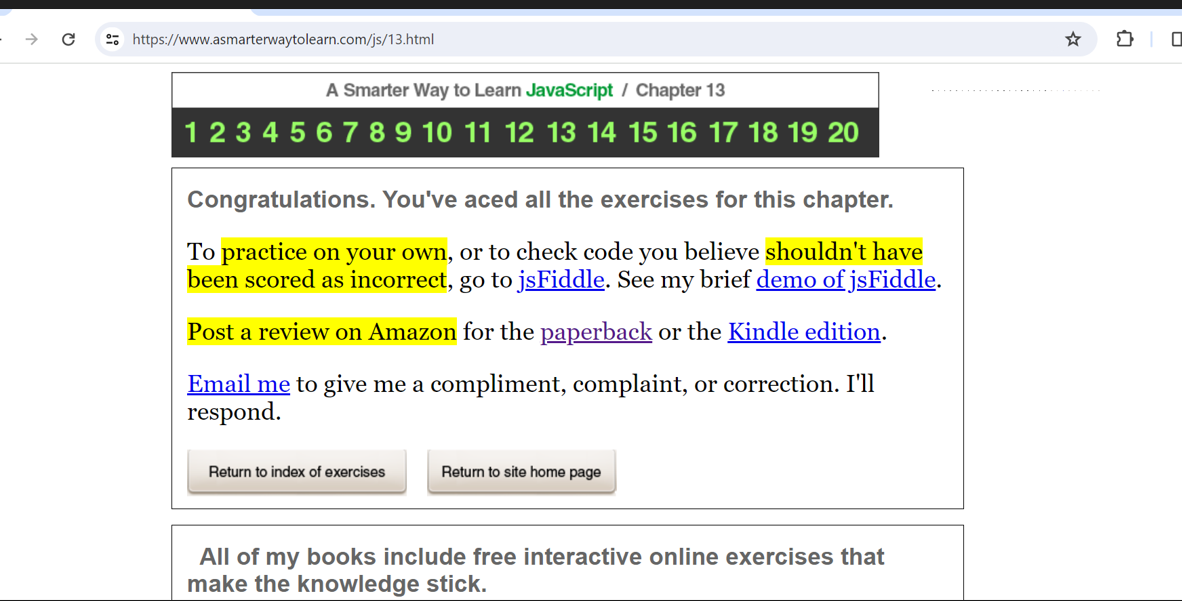 https://www.asmarterwaytolearn.com/js/13.html
A Smarter Way to Learn JavaScript / Chapter 13
1 2 3 4 5 6 7 8 9 10 11 12 13 14 15 16 17 18 19 20
Congratulations. You've aced all the exercises for this chapter.
To practice on your own, or to check code you believe shouldn't have
been scored as incorrect, go to jsFiddle. See my brief demo of jsFiddle.
Post a review on Amazon for the paperback or the Kindle edition.
Email me to give me a compliment, complaint, or correction. I'll
respond.
Return to index of exercises Return to site home page
All of my books include free interactive online exercises that
make the knowledge stick.